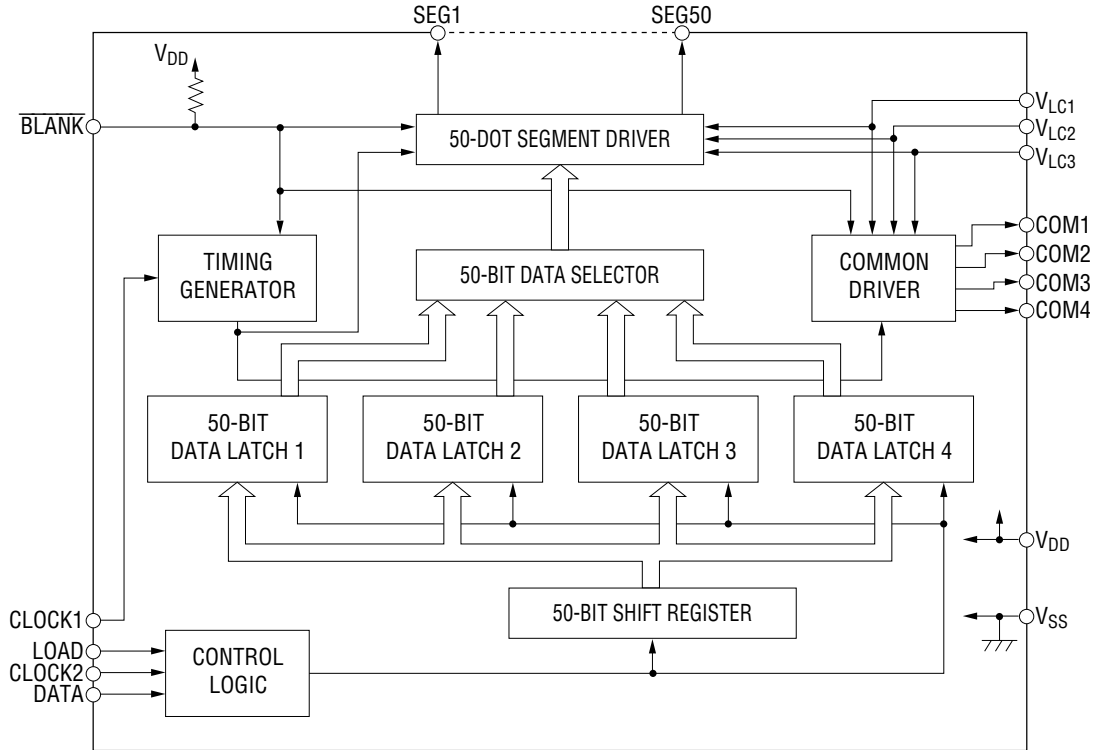 SEG1
SEG50
VDD
BLANK
VLC1
50-DOT SEGMENT DRIVER
VLC2
VLC3
COM1
TIMING
GENERATOR
50-BIT DATA SELECTOR
COMMON
DRIVER
COM2
COM3
COM4
50-BIT
DATA LATCH 1
50-BIT
DATA LATCH 2
50-BIT
DATA LATCH 3
50-BIT
DATA LATCH 4
VDD
50-BIT SHIFT REGISTER
VSS
CLOCK1
LOAD
CLOCK2
DATA
CONTROL
LOGIC